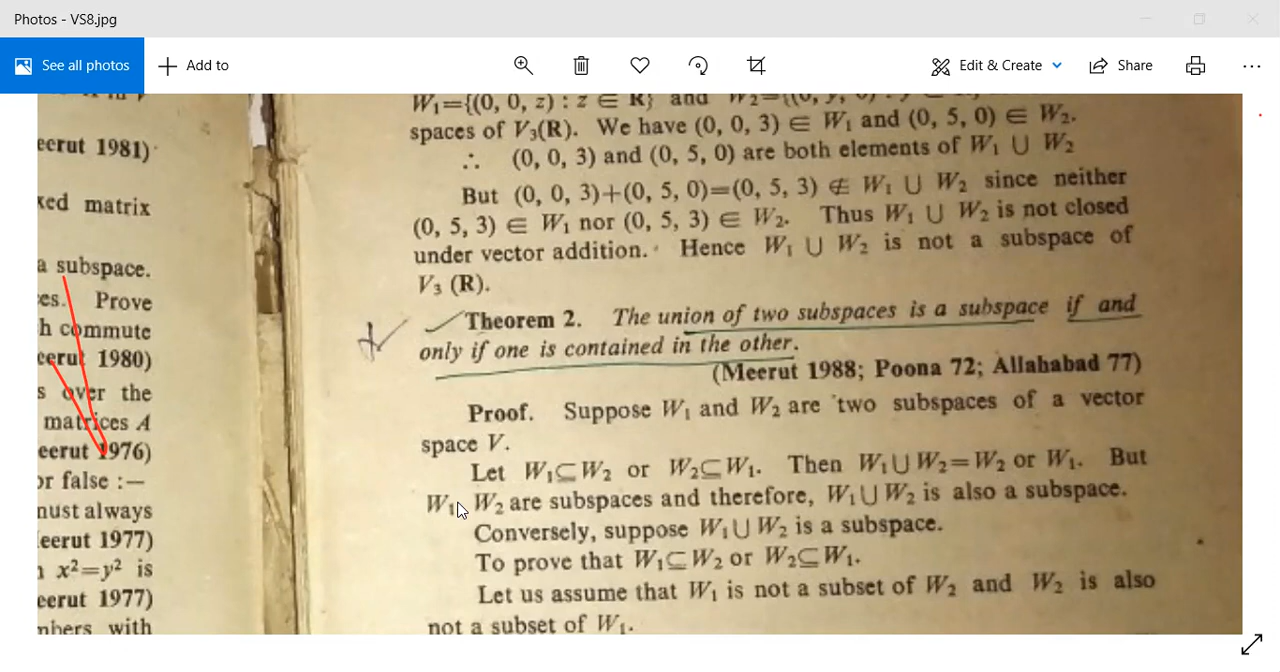 Photos - VS8.jpg
See all photos
Add to
Edit & Create
Share
eerut 1981)
xed matrix
a subspace.
es. Prove
h commute
eerut 1980)
s over the
matrices A
eerut 1976)
or false :—
nust always
eerut 1977)
x²=y² is
eerut 1977)
nbers with
W₁={(0, 0, z) : z ∈ R} and W₂={(0, y, 0) : y
spaces of V₃(R). We have (0, 0, 3) ∈ W₁ and (0, 5, 0) ∈ W₂.
∴ (0, 0, 3) and (0, 5, 0) are both elements of W₁ ∪ W₂
But (0, 0, 3)+(0, 5, 0)=(0, 5, 3) ∉ W₁ ∪ W₂ since neither
(0, 5, 3) ∈ W₁ nor (0, 5, 3) ∈ W₂. Thus W₁ ∪ W₂ is not closed
under vector addition. Hence W₁ ∪ W₂ is not a subspace of
V₃ (R).
Theorem 2. The union of two subspaces is a subspace if and
only if one is contained in the other.
(Meerut 1988; Poona 72; Allahabad 77)
Proof. Suppose W₁ and W₂ are two subspaces of a vector
space V.
Let W₁⊆W₂ or W₂⊆W₁. Then W₁∪W₂=W₂ or W₁. But
W₁, W₂ are subspaces and therefore, W₁∪W₂ is also a subspace.
Conversely, suppose W₁∪W₂ is a subspace.
To prove that W₁⊆W₂ or W₂⊆W₁.
Let us assume that W₁ is not a subset of W₂ and W₂ is also
not a subset of W₁.